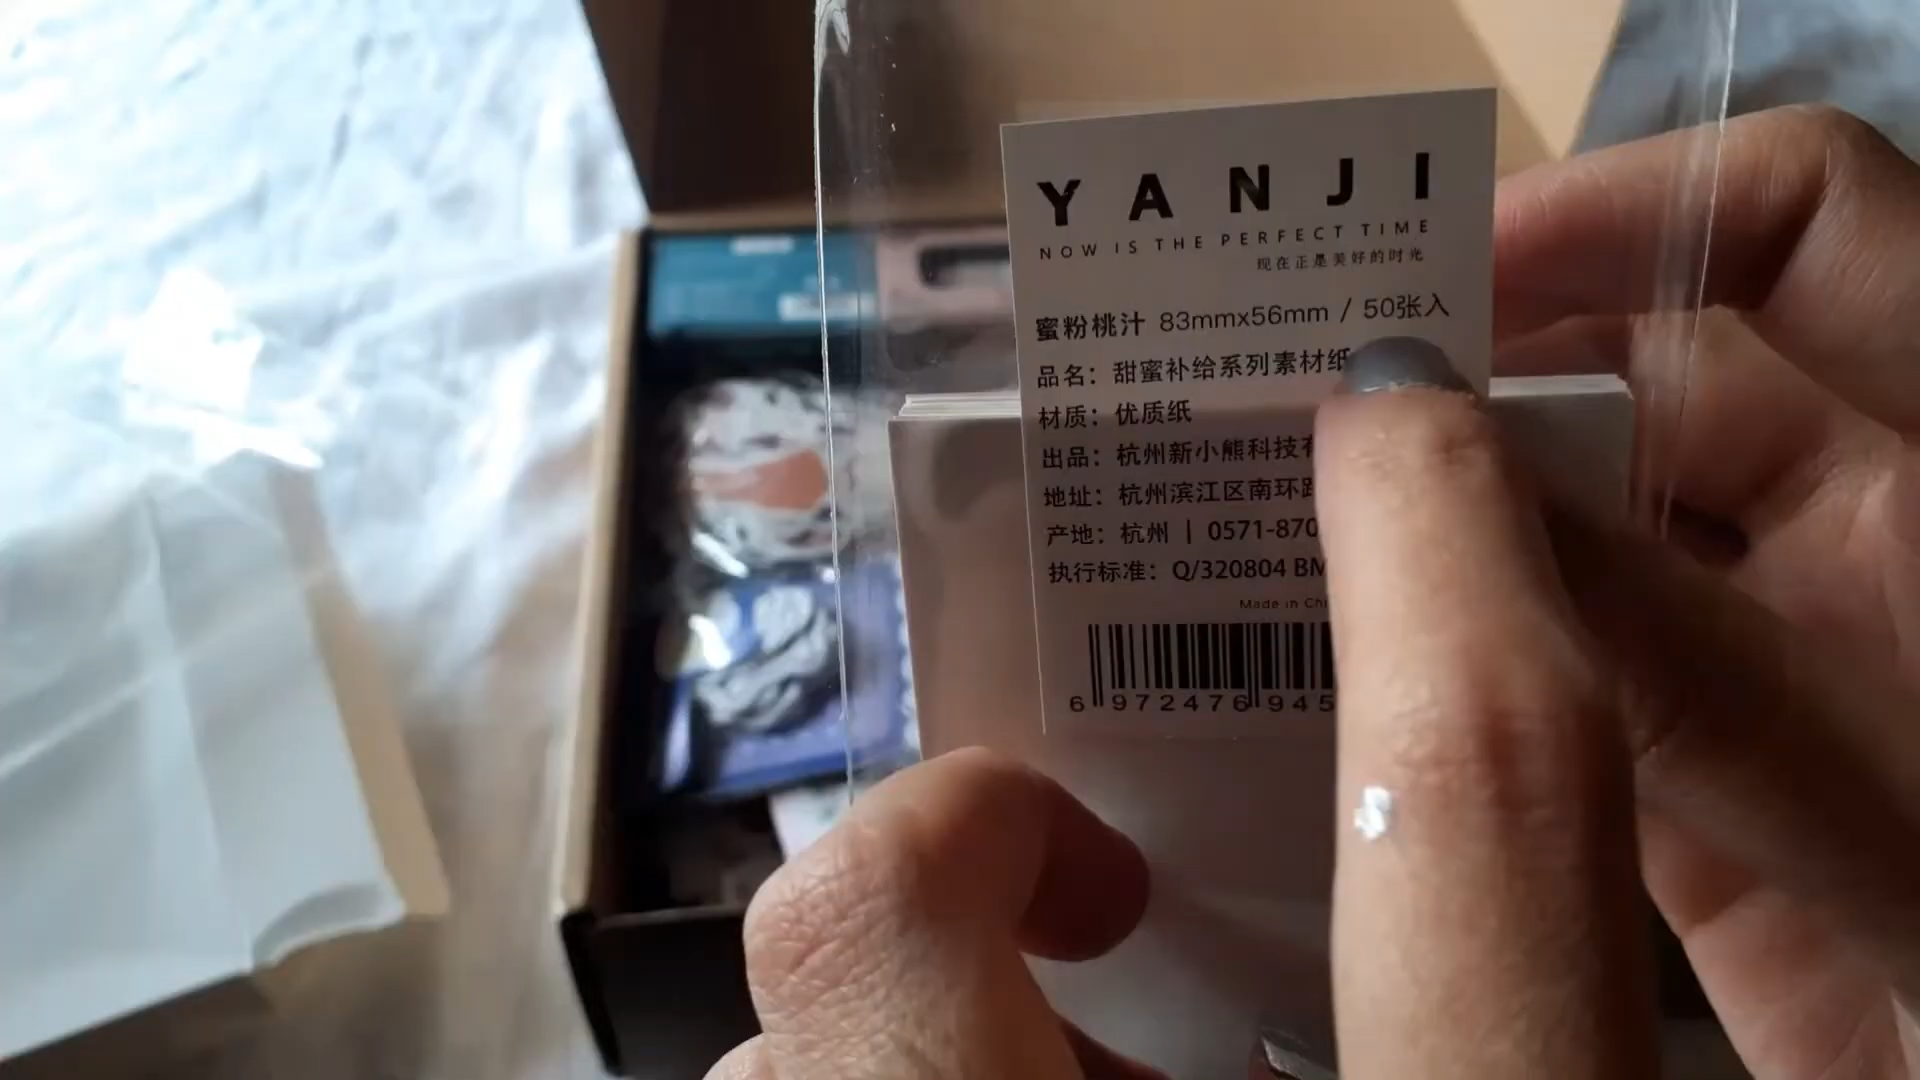 YANJI
NOW IS THE PERFECT TIME
现在正是美好的时光
蜜粉桃汁 83mmx56mm / 50张入
品名：甜蜜补给系列素材纸
材质：优质纸
出品：杭州新小熊科技有
地址：杭州滨江区南环路
产地：杭州 | 0571-870
执行标准：Q/320804 BM
Made in Chi
6 972476 945